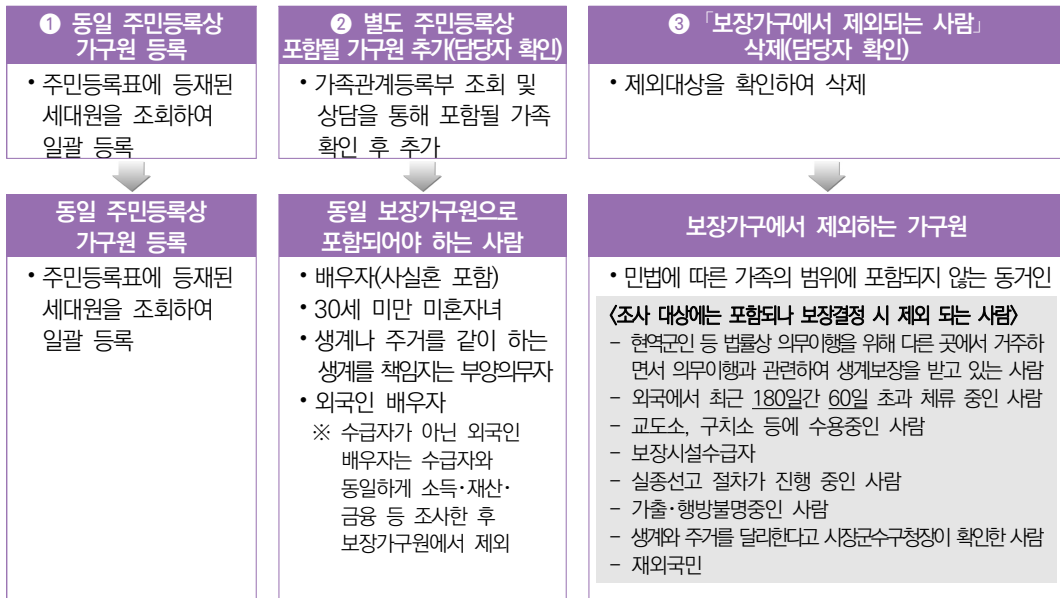 ❶ 동일 주민등록상
가구원 등록
• 주민등록표에 등재된
세대원을 조회하여
일괄 등록
❷ 별도 주민등록상
포함될 가구원 추가(담당자 확인)
• 가족관계등록부 조회 및
상담을 통해 포함될 가족
확인 후 추가
❸ 「보장가구에서 제외되는 사람」
삭제(담당자 확인)
• 제외대상을 확인하여 삭제
동일 주민등록상
가구원 등록
• 주민등록표에 등재된
세대원을 조회하여
일괄 등록
동일 보장가구원으로
포함되어야 하는 사람
• 배우자(사실혼 포함)
• 30세 미만 미혼자녀
• 생계나 주거를 같이 하는
생계를 책임지는 부양의무자
• 외국인 배우자
※ 수급자가 아닌 외국인
배우자는 수급자와
동일하게 소득·재산·
금융 등 조사한 후
보장가구원에서 제외
보장가구에서 제외하는 가구원
• 민법에 따른 가족의 범위에 포함되지 않는 동거인
〈조사 대상에는 포함되나 보장결정 시 제외 되는 사람〉
- 현역군인 등 법률상 의무이행을 위해 다른 곳에서 거주하
면서 의무이행과 관련하여 생계보장을 받고 있는 사람
- 외국에서 최근 180일간 60일 초과 체류 중인 사람
- 교도소, 구치소 등에 수용중인 사람
- 보장시설수급자
- 실종선고 절차가 진행 중인 사람
- 가출·행방불명중인 사람
- 생계와 주거를 달리한다고 시장군수구청장이 확인한 사람
- 재외국민